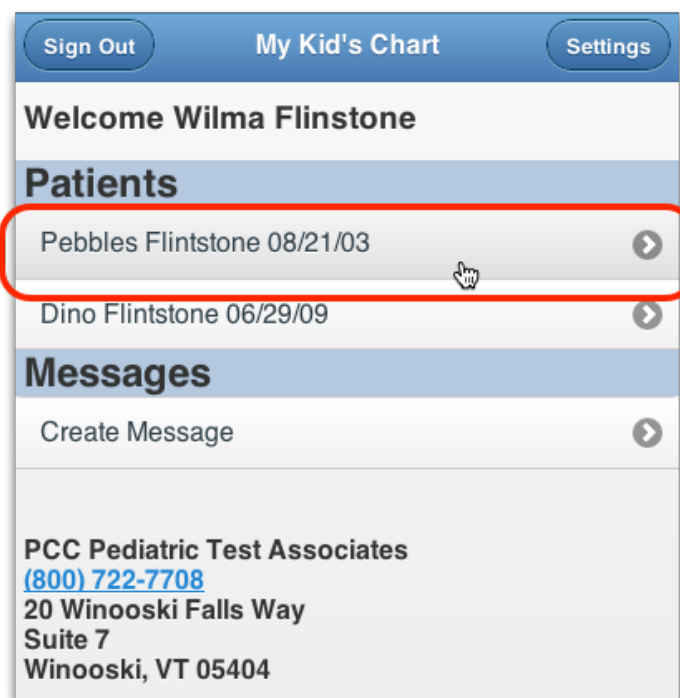 Sign Out My Kid's Chart Settings
Welcome Wilma Flinstone
Patients
Pebbles Flintstone 08/21/03
Dino Flintstone 06/29/09
Messages
Create Message
PCC Pediatric Test Associates
(800) 722-7708
20 Winooski Falls Way
Suite 7
Winooski, VT 05404